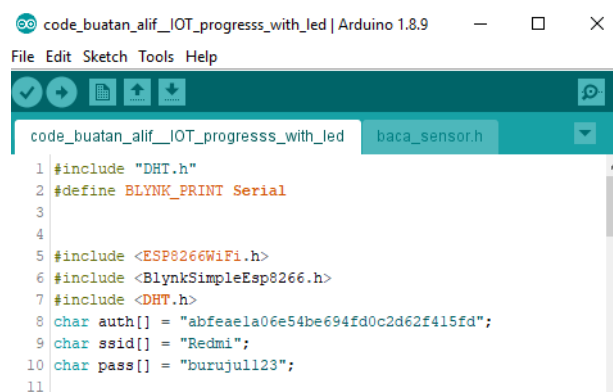 code_buatan_alif__IOT_progresss_with_led | Arduino 1.8.9
File Edit Sketch Tools Help
code_buatan_alif__IOT_progresss_with_led baca_sensor.h
1 #include "DHT.h"
2 #define BLYNK_PRINT Serial
3
4
5 #include <ESP8266WiFi.h>
6 #include <BlynkSimpleEsp8266.h>
7 #include <DHT.h>
8 char auth[] = "abfeae1a06e54be694fd0c2d62f415fd";
9 char ssid[] = "Redmi";
10 char pass[] = "burujul123";
11